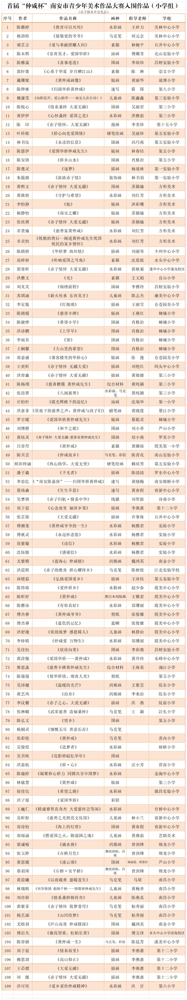 首届“仲咸杯”南安市青少年美术作品大赛入围作品（小学组）
（以下排名不分先后）
序号 作者 作品名称 画种 指导老师 学校
1 陈雅婷 《教育可以兴邦》 水彩画 王碎力 美林中心小学
2 杨语晗 《最敬爱的爷爷》 马克笔 何元会 美林中心小学
3 谢芷言 《爱与奉献照耀人间》 素描 林婉平 石井中心小学
4 陈木熙 《乐育英才，爱国华侨》 油画 傅娜芳 北山实验小学
5 陈雅菡 《喜事连连》 国画 李琼珍 昌财实验小学
6 郭轩桀 《心系于华夏 岁月赠江山》 素描 陈 琳 崇文小学
7 戴珊妮 《黄仲咸画像》 版画 黄丽华 琉塘小学
8 陈铧彬 《归国华侨黄仲咸》 速写 蔡 琛 第八小学
9 魏康雯 《向阳花开，爱心助学——南安人在行动！》 儿童画 陈鑫鑫 第三实验小学
10 陈悦心 《情系桑梓 大爱无疆》 国画 吴丽君 第三小学
11 黄伊伊 《心怀桑梓 爱国之美》 水彩画 洪雅茹 第三小学
12 陈 印 《赤子情怀，大爱无疆》 漫画 李美珍 第十五小学
13 叶铃歆 《侨心向党爱国情》 硬笔绘画 吴丽珍 第五实验小学
14 林书仪 《未读的信息》 国画 冯巧燕 第五实验小学
15 陈恩伊 《爱国华侨仲咸先生》 版画 林春结 第五小学
16 陈安琪 《侨乡山水》 国画 肖格治 第五小学
17 陈楚灵 《逐梦》 插画 杨道林 第一实验小学
18 朱镜源 《浓浓赤子情》 装饰画 林书羽 第一实验小学
19 黄熙文 《赤子情怀 大爱无疆》 国画 苏颖瑜 方形美术
20 黄歆妍 《守护与希望》 水彩画 刘红芳 方形美术
21 李怡静 《他》 版画 洪彩珊 方形美术
22 杨静怡 《南安之耀》 版画 苏颖瑜 方形美术
23 张欣祺 《赤子情怀 大爱无疆》 版画 苏颖瑜 方形美术
24 章景瑜 《慈善家黄仲咸》 水彩画 刘红芳 方形美术
25 卓贞怡 《忧愁的背后--阐述黄仲咸先生忧国忧民的家乡情怀》 水彩画 刘红芳 方形美术
26 陈婧妍 《华侨梦 海丝情》 插画 刘丽琴 丰州中心小学
27 高梓妍 《吹响爱国之号角》 素描 沈思炫 水头中心中学
28 郭曼昕 《赤子情怀 大爱无疆》 水彩画 郭秋菊 蓬华中心小学蓬岛校区
29 洪雅文 《光》 素描 王文娟 良山小学
30 刘芃芃 《锦绣前程》 国画 李雅玲 昌财实验小学
31 苏琪涵 《薪火传承 乐育英才》 儿童画 陈志杰 康美中心小学
32 李宏胤 《红烛颂》 插画 王丽雪 仑苍园美小学
33 陈婧媛 《慈善丰碑》 版画 王燕红 柳城小学
34 陈骏烨 《希望小学》 国画 肖格治 柳城小学
35 洪诗鹏 《上学早》 国画 肖格治 柳城小学
36 李雨乔 《望》 国画 肖格治 柳城小学
37 王桐馨 《大山里的希望》 国画 肖格治 柳城小学
38 郑嘉盛 《番客楼里的华侨心》 版画 张 漫 仑苍园美小学
39 王奕昕 《赤子情怀 无疆大爱》 插画 刘艳红 码头中心小学
40 洪弈鑫 《赤子情怀 大爱无疆》 插画 黄锦德 第三小学
41 陈杨翊 《慈善楷模 黄仲咸先生》 综合材料 黄纯颖 第三小学
42 张语萱 《八闽慈善》 水彩画、马克笔 黄纯颖 第三小学
43 庄怡轩 《霞光辉映下的追忆》 油画 沈瑞华 第一小学
44 洪意菲 《星夜下的慈善之声：黄仲咸与孩子们》 蜡笔画 黄晓莲 景江小学
45 罗吉媛 《爱国华侨黄仲咸先生》 版画 蔡聪灵 柳城小学
46 刘博楷 《和平之歌》 国画 刘小香 芦山小学
47 黄钰灵 《赤子情怀 大爱无疆-慈善家黄仲咸先生》 国画 郑小燕 罗英小学
48 吕誉丹 《黄仲咸》 素描 黄娜琼 霞美第一小学
49 陈贝芸 《仲咸故乡》 马克笔、彩铅 陈青花 南山实验小学
50 欧阳梓涵 《热心助学，大爱无变》 硬笔绘画 赖培芳 第五实验小学
51 潘子鑫 《予光者》 插画 陈清清 罗东中心小学
52 李忠忆 《“南安陈嘉庚”——归国华侨黄仲咸》 速写 黄晓梅 南安榕桥小学
53 蔡炜森 《生生不息》 速写 黄春程 省新中心小学
54 吴梦琪 《赤子归航·情系中华》 线描 刘智新 诗南小学
55 郑子晨 《心念故里 福泽乡邻》 插画 李燕惠 第十二小学
56 张芷铭 《大爱无疆》 插画 许掌珠 石井中心小学
57 傅湘茏 《黄仲咸爷爷的一生》 水彩画 杨雅君 实验小学
58 傅秋灵 《永远怀念您》 水彩画 杨雅君 实验小学
59 连紫璇 《读信》 水彩画 杨雅君 实验小学
60 沈钰镕 《感谢信》 水彩画 杨雅君 实验小学
61 尤紫晴 《蓝海心 仲咸情》 丙烯画 戴鸿英 南金小学
62 洪晨熙 《赤子助教育 侨心耀梓乡》 马克笔 陈彬煌 江北实验学校
63 孙锶茹 《弘扬爱国爱乡》 插画 王冰钰 第五实验小学
64 陈伟铭 《爱仲侨乡》 水粉画 赵少春 霞美中心小学
65 陈昕妤 《黄仲咸》 黑白木刻版画 王雅君 霞美中心小学
66 陈雅诗 《有你真好》 水彩画 郑珊丽 霞美中心小学
67 傅杰睿 《黄仲咸爷爷》 剪纸 张俊雄 霞美中心小学
68 傅杰睿 《蓝色的记忆》 蓝晒 张俊雄 霞美中心小学
69 洪舒漫 《资助筑梦 感恩铸人》 儿童画 林静诒 霞美中心小学
70 李梓晴 《仲咸爱 万物生》 水彩画 郑珊丽 霞美中心小学
71 吴佳恒 《欣欣向荣》 国画 李彩燕 昌财实验小学
72 黄淳懿 《爱国华侨——黄仲咸》 水彩画 黄丹玲 乐峰中心小学
73 熊思菡 《慈善丰碑黄仲咸先生》 综合材料 王海英 溯江小学
74 陈漫漫 《剪华侨情、颂育人美》 剪纸 第五小学
75 吴沛璇 《温暖的光芒》 丙烯画 王紫芸 院东小学
76 黄艺凤 《泊舟》 丙烯画 李来治 院东小学
77 李汶馨 《赤子之心，大爱无疆》 插画 洪 燕 院前小学
78 张琳嵋 《武荣慈善 造福桑梓》 马克笔 王 颖 註礼小学
79 陈弘文 《望乡》 国画 第五小学
80 杨炯灵 《慷慨无尽 善意长存》 马克笔
81 张彩悦 《黄仲咸》 马克笔 苏内小学
82 吴俊煌 《造梦者》 水彩画 榕桥小学
83 吴贝晗 《花影侨踪忆华年》 国画
84 洪嘉杭 《侨·心》 水彩画 汪小芳 营前小学
85 陈瑜婷 《凝聚侨心侨力 同圆共享中国梦》 水彩画 金淘中心小学
86 林敏慧 《黄仲咸》 版画 第三小学
87 徐佳仪 《希望之路》 水彩画 源昌实验小学
88 洪子瑶 《爱国华侨》 彩铅
89 王巍仁 《精诚睿智真奇杰 大爱慈怀岂等闲》 水彩画 官桥中心小学
90 吴昕彤 《慈善之光照亮文化馆》 儿童画 林小兰 省新中心小学
91 郑诗怡 《海上的灯塔》 国画 黄春程 省新中心小学
92 郑雨涵 《燃爱国之火，铸强国之魂》 儿童画 黄燕茹 艺朗美术
93 梁诚喻 《滴水兽》 丙烯画 曾剑锋 锦龙小学
94 张玉婷 《古桥月色》 撕纸拼贴、丙烯 曾剑锋 锦龙小学
95 黄思媛 《凌云颂》 国画 林丽霞、黄慧玲 芦山小学
96 蔡羽琦 《石桥·安平桥》 撕纸拼贴、丙烯 曾剑锋 锦龙小学
97 黄晨曦 《以商载善 慈暖苍生》 马克笔 马珺 南昌小学
98 林瑞熙 《兴学报国 彪炳千秋——致敬黄仲咸先生》 儿童画 黄梅香 南昌小学
99 刘亦妍 《情系桑梓铸传奇》 儿童画 陈燕真 南昌小学
100 黄紫菲 《赤子情怀 筑梦苍穹》 马克笔 粘秀丽 南昌小学
101 杨艺涵 《山河绘梦》 马克笔 粘秀丽 南昌小学
102 尤晗羽 《庐山高耸 仲咸情深》 国画 戴鸿英 南金小学
103 傅启凡 《德高望重，松柏长青》 国画 傅文泽 水头中心小学滨海校区
104 陈弈婧 《黄仲咸一生》 马克笔、彩铅 陈昆芳 溪美中心小学
105 郑子晨 《情系故里》 插画 李燕惠 第十二小学
106 赖思羽 《高山仰止》 插画 李燕惠 第十二小学
107 王芯熠 《大爱无疆》 插画 李燕惠 第十二小学
108 刘 懿 《赤子情怀 大爱无疆》 插画 李燕惠 第十二小学
109 洪可欣 《爱乡爱俭仲咸精神》 水彩画 洪 甘 第六小学